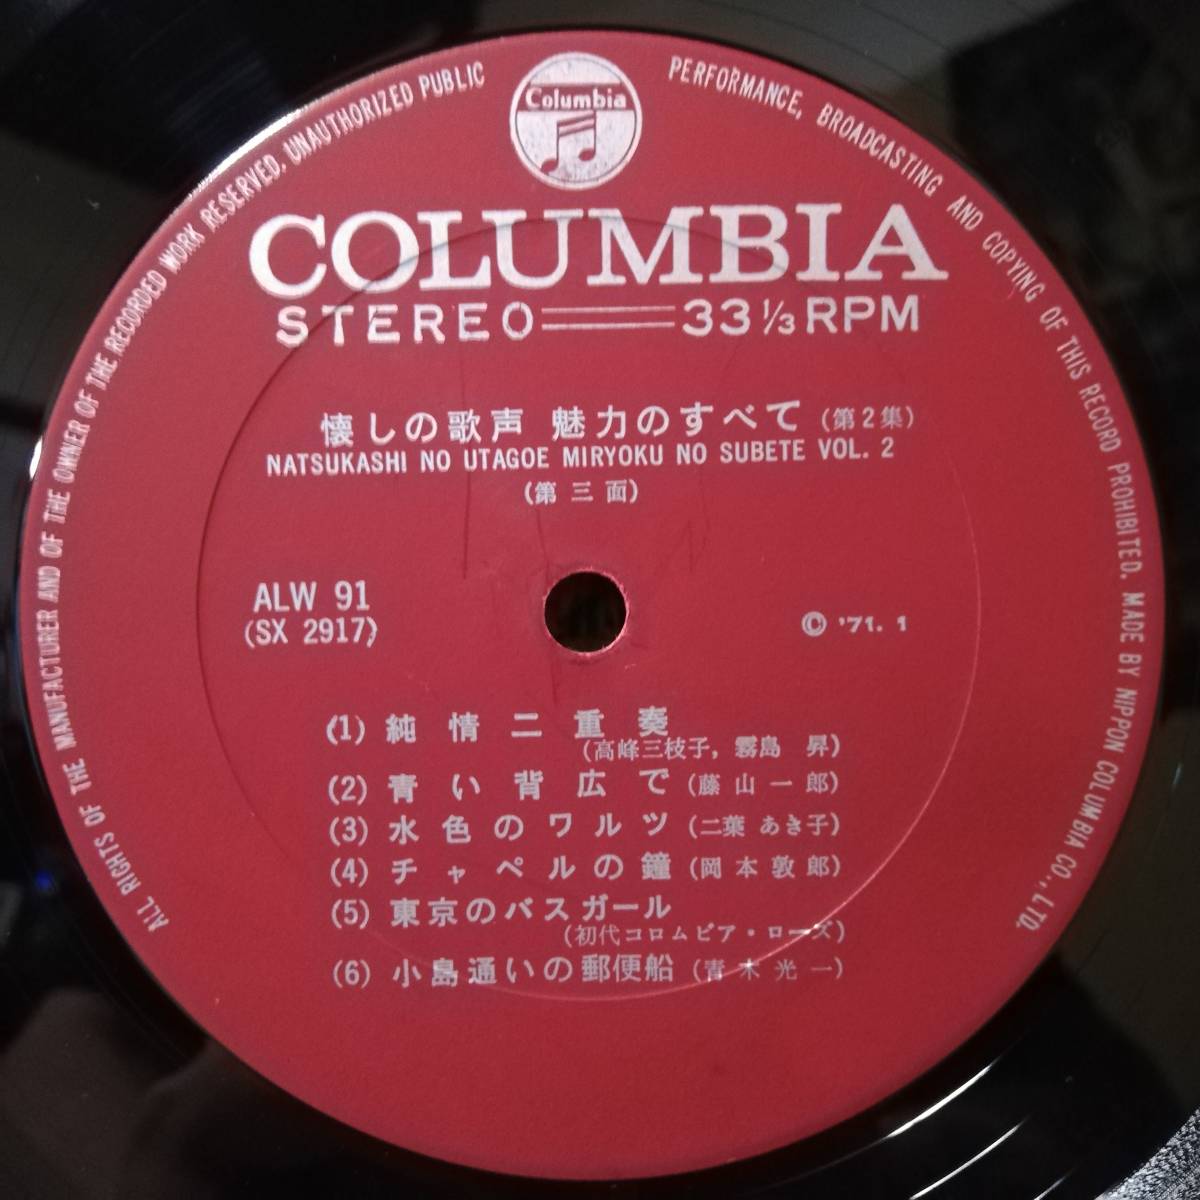 ALL RIGHTS OF THE MANUFACTURER AND OF THE OWNER OF THE RECORDED WORK RESERVED. UNAUTHORIZED PUBLIC PERFORMANCE, BROADCASTING AND COPYING OF THIS RECORD PROHIBITED. MADE BY NIPPON COLUMBIA CO., LTD.
Columbia
COLUMBIA
STEREO 33 ⅓ RPM
懐しの歌声 魅力のすべて (第2集)
NATSUKASHI NO UTAGOE MIRYOKU NO SUBETE VOL. 2
(第三面)
ALW 91
(SX 2917)
© '71. 1
(1) 純情二重奏
(高峰三枝子, 霧島 昇)
(2) 青い背広で (藤山一郎)
(3) 水色のワルツ (二葉あき子)
(4) チャペルの鐘 (岡本敦郎)
(5) 東京のバスガール
(初代コロムビア・ローズ)
(6) 小島通いの郵便船 (青木光一)